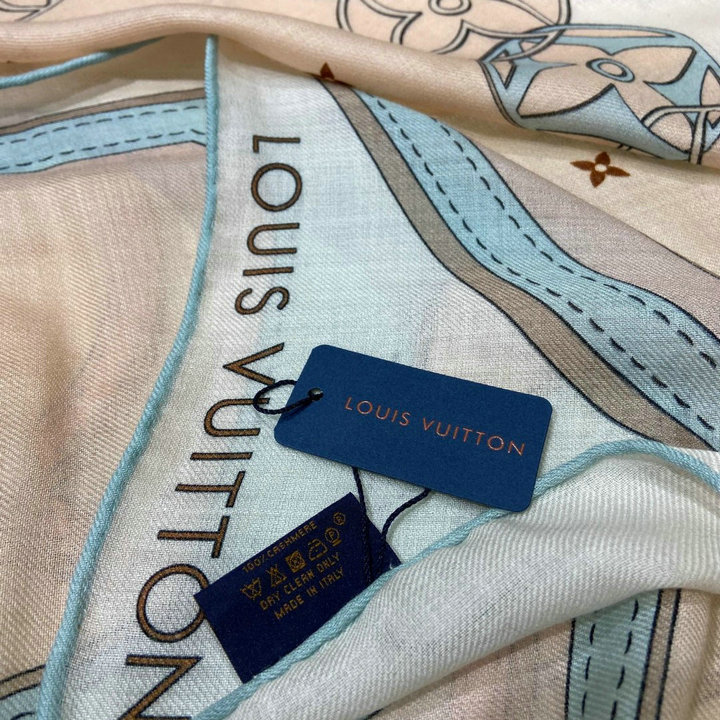 LOUIS VUITTON
LOUIS VUITTON
100% CASHMERE
DRY CLEAN ONLY
MADE IN ITALY